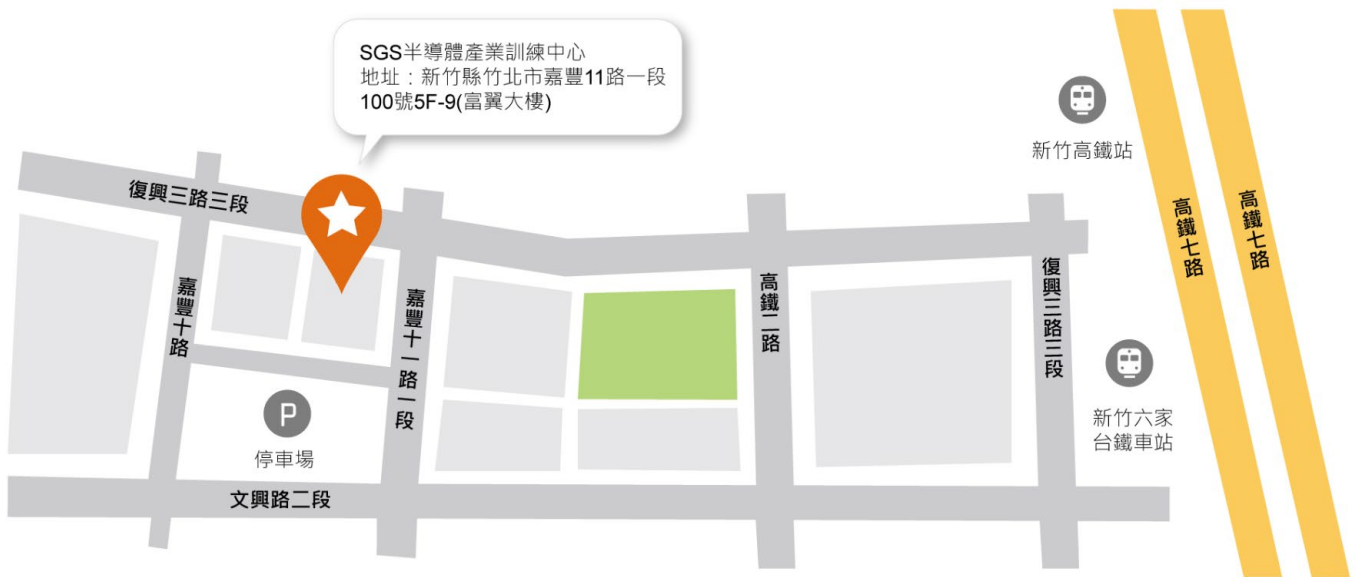 SGS半導體產業訓練中心
地址：新竹縣竹北市嘉豐11路一段
100號5F-9(富翼大樓)
新竹高鐵站
復興三路三段
高鐵七路
高鐵七路
嘉豐十路
嘉豐十一路一段
高鐵二路
復興三路三段
P
停車場
新竹六家
台鐵車站
文興路二段